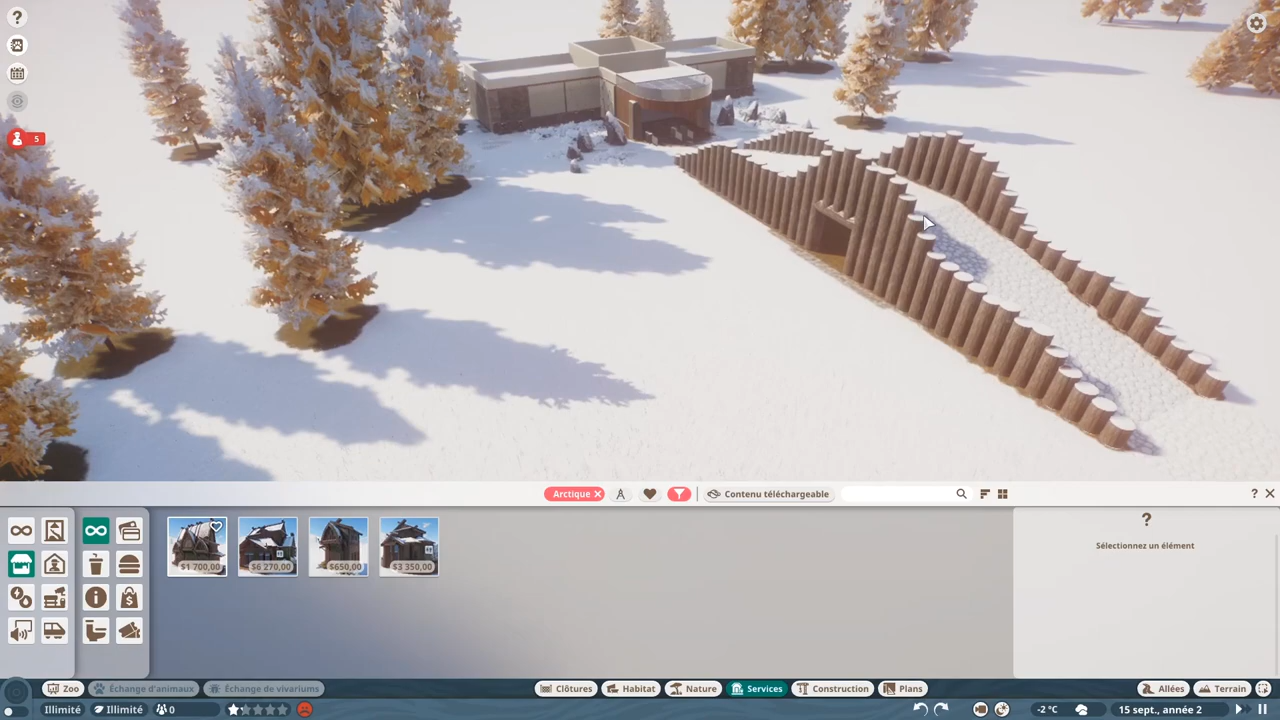 ?
5
Arctique ×
Contenu téléchargeable
? ×
$1 700,00
$6 270,00
$650,00
$3 350,00
?
Sélectionnez un élément
Zoo
Échange d'animaux
Échange de vivariums
Clôtures
Habitat
Nature
Services
Construction
Plans
Allées
Terrain
Illimité
Illimité
0
-2 °C
15 sept., année 2